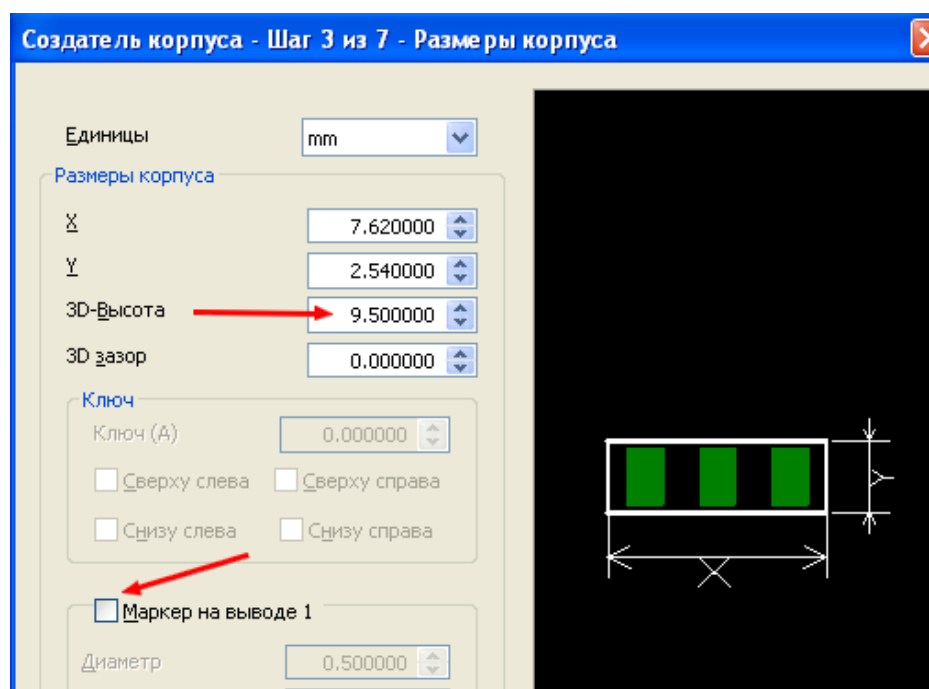 Создатель корпуса - Шаг 3 из 7 - Размеры корпуса
Единицы mm
Размеры корпуса
X 7.620000
Y 2.540000
3D-Высота 9.500000
3D зазор 0.000000
Ключ
Ключ (A) 0.000000
Сверху слева Сверху справа
Снизу слева Снизу справа
Маркер на выводе 1
Диаметр 0.500000
Y
X